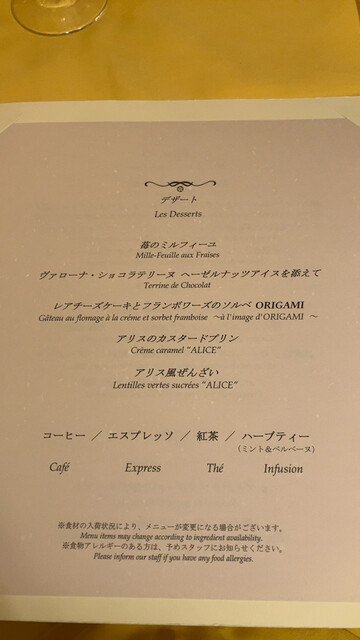 デザート
Les Desserts
苺のミルフィーユ
Mille-Feuille aux Fraises
ヴァローナ・ショコラテリーヌ ヘーゼルナッツアイスを添えて
Terrine de Chocolat
レアチーズケーキとフランボワーズのソルベ ORIGAMI
Gâteau au flomage à la créme et sorbet framboise ～à l'image d'ORIGAMI ～
アリスのカスタードプリン
Crème caramel "ALICE"
アリス風ぜんざい
Lentilles vertes sucrées "ALICE"
コーヒー ／ エスプレッソ ／ 紅茶 ／ ハーブティー
（ミント&ベルベーヌ）
Café Express Thé Infusion
※食材の入荷状況により、メニューが変更になる場合がございます。
Menu items may change according to ingredient availability.
※食物アレルギーのある方は、予めスタッフにお知らせください。
Please inform our staff if you have any food allergies.